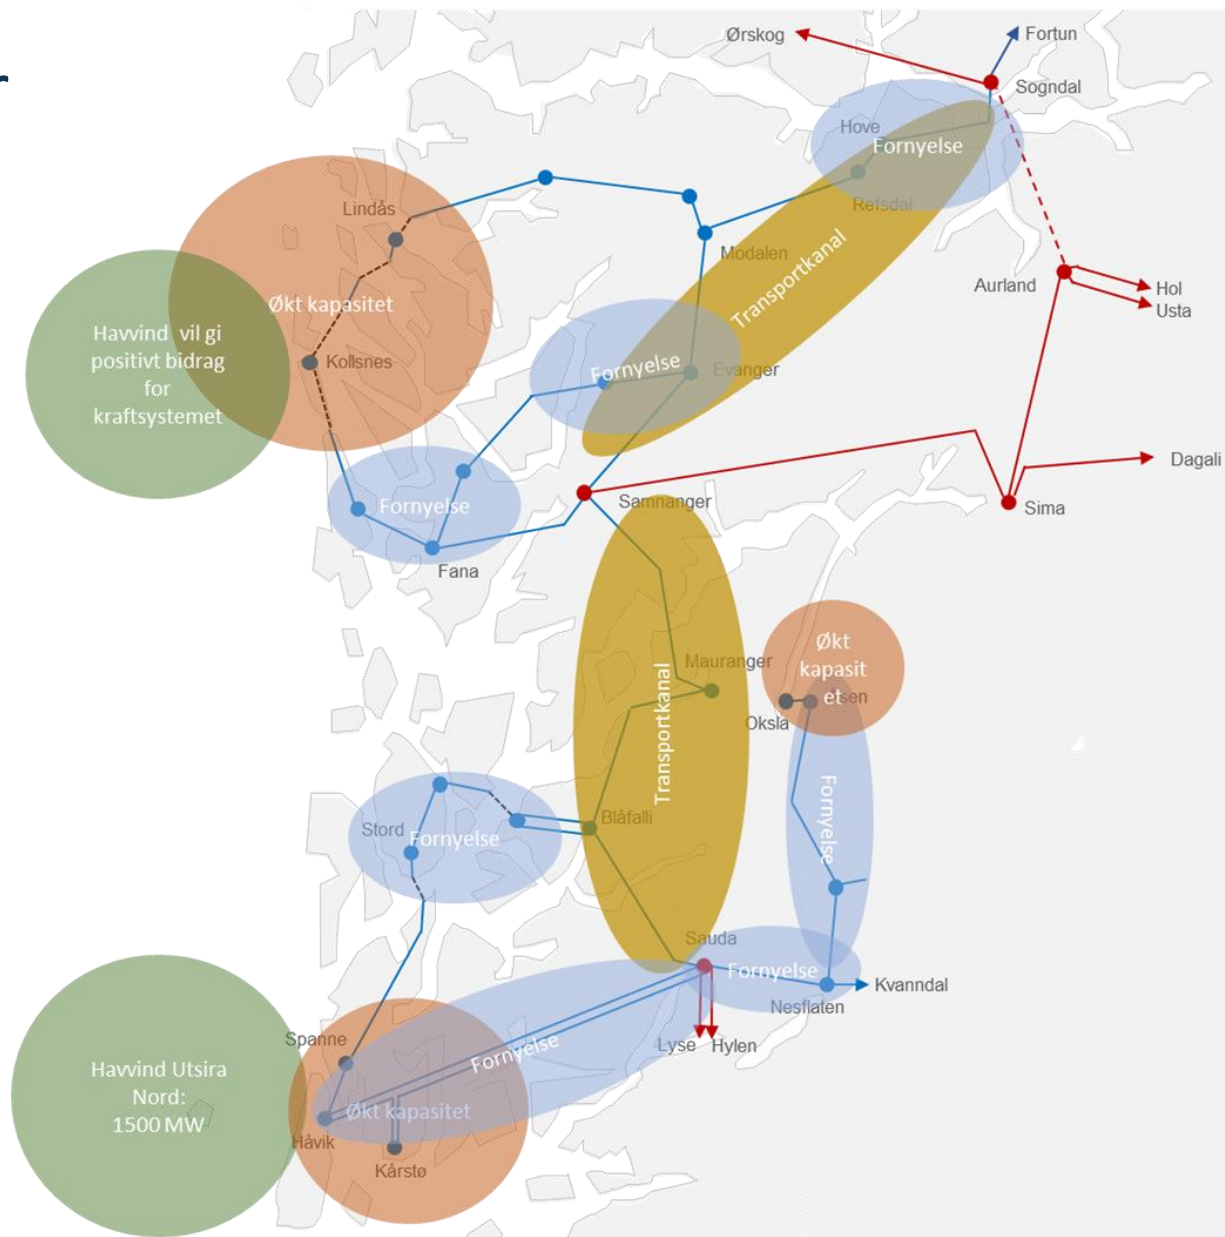 Ørskog
Fortun
Sogndal
Hove
Fornyelse
Refsdal
Lindås
Modalen
Transportkanal
Aurland
Hol
Usta
Økt kapasitet
Havvind vil gi
positivt bidrag
for
kraftsystemet
Kollsnes
Fornyelse
Evanger
Dagali
Samnanger
Sima
Fornyelse
Fana
Økt
kapasit
et
Mauranger
Oksla
Transportkanal
Fornyelse
Blåfalli
Stord
Fornyelse
Sauda
Fornyelse
Kvanndal
Nesflaten
Spanne
Lyse
Hylen
Fornyelse
Havvind Utsira
Nord:
1500 MW
Økt kapasitet
Håvik
Kårstø